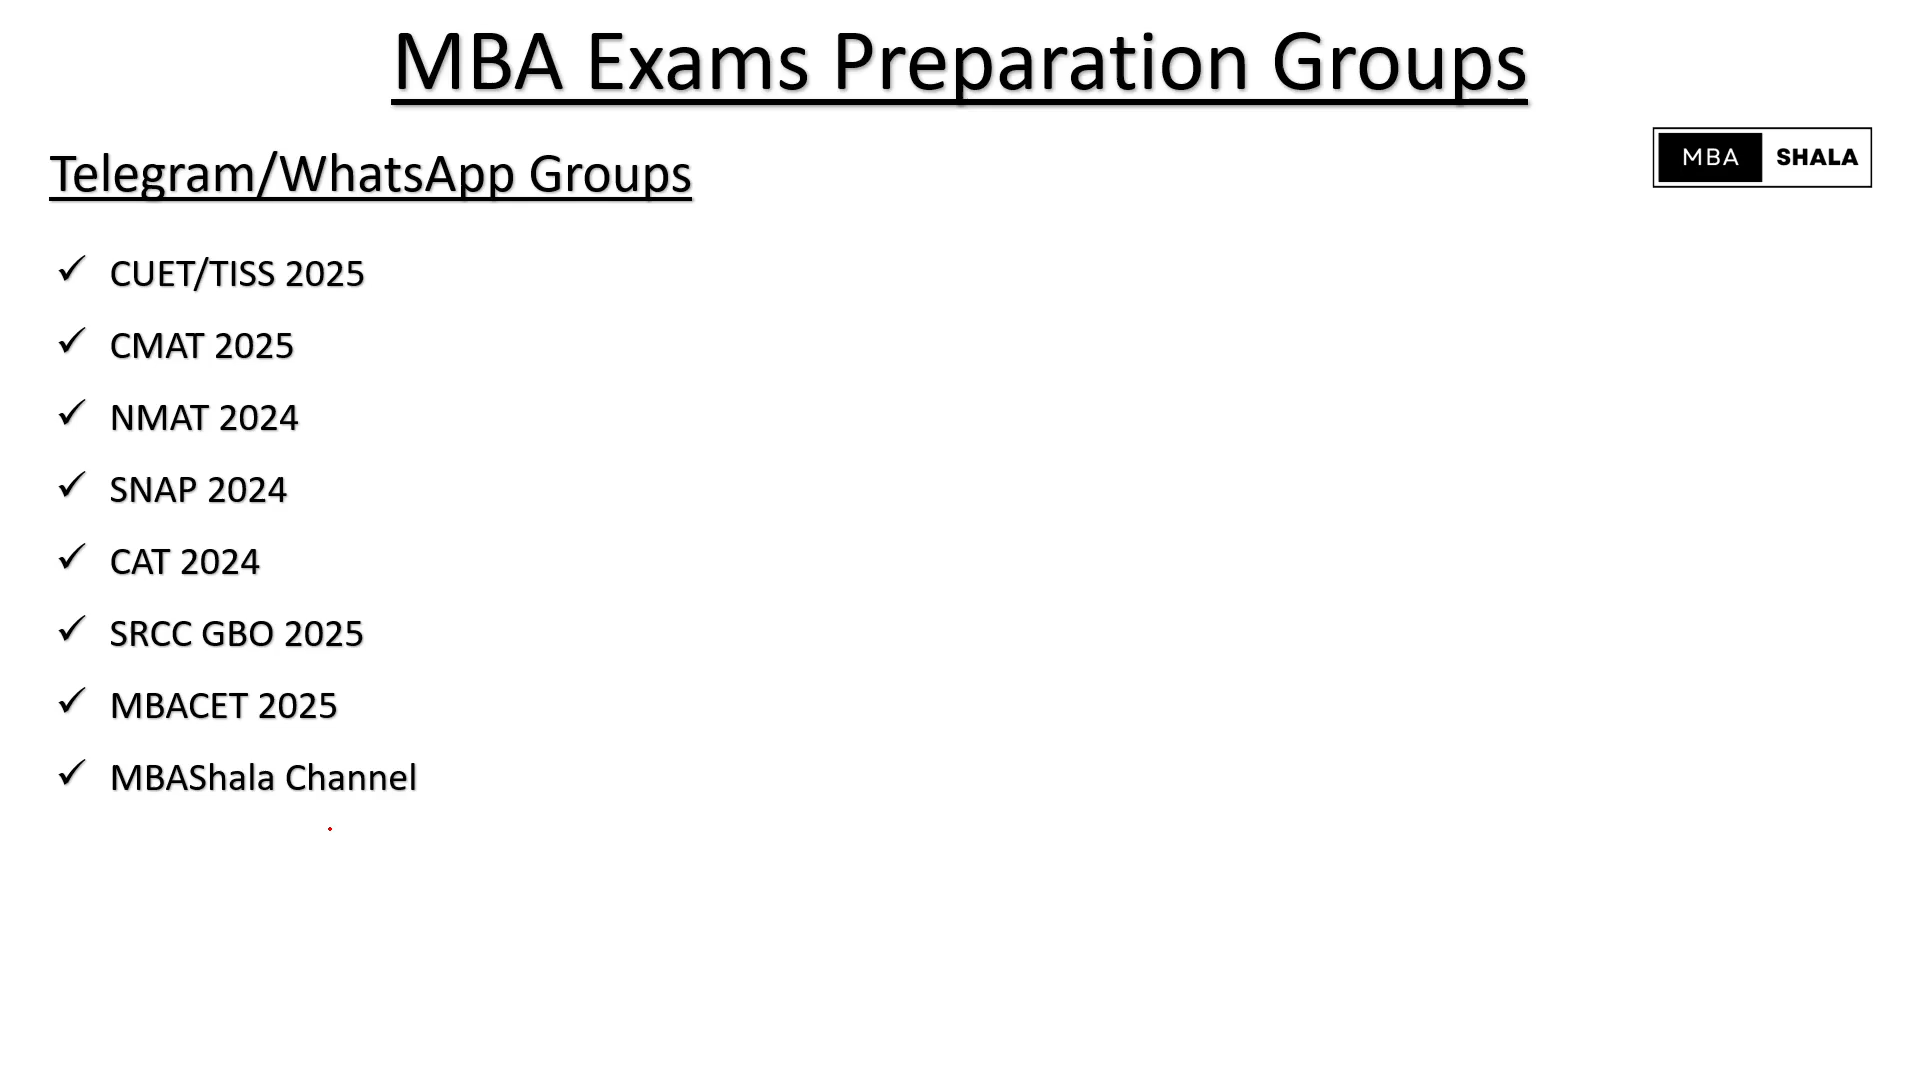 MBA Exams Preparation Groups
Telegram/WhatsApp Groups
MBA SHALA
✓ CUET/TISS 2025
✓ CMAT 2025
✓ NMAT 2024
✓ SNAP 2024
✓ CAT 2024
✓ SRCC GBO 2025
✓ MBACET 2025
✓ MBAShala Channel